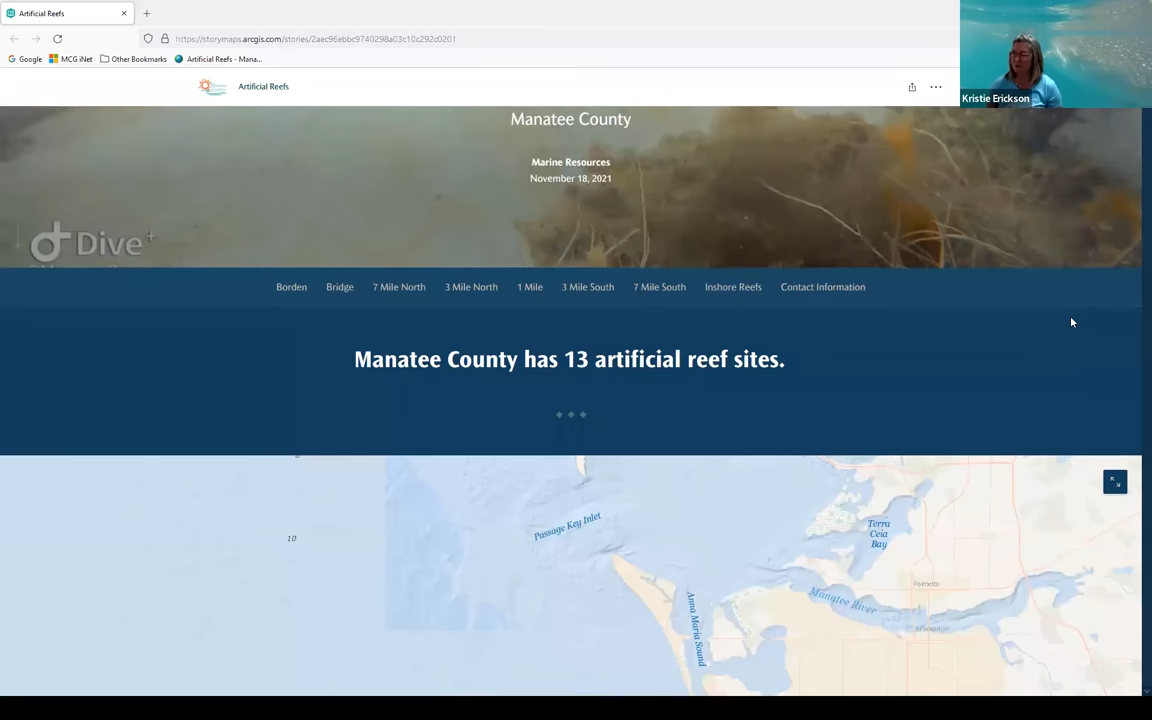 Artificial Reefs
https://storymaps.arcgis.com/stories/2aec96ebbc9740298a03c10c292c0201
Google MCG iNet Other Bookmarks Artificial Reefs - Mana...
Artificial Reefs
Kristie Erickson
Manatee County
Marine Resources
November 18, 2021
Dive+
Borden Bridge 7 Mile North 3 Mile North 1 Mile 3 Mile South 7 Mile South Inshore Reefs Contact Information
Manatee County has 13 artificial reef sites.
Passage Key Inlet
Terra
Ceia
Bay
10
Palmetto
Manatee River
Anna Maria Sound
Bradenton